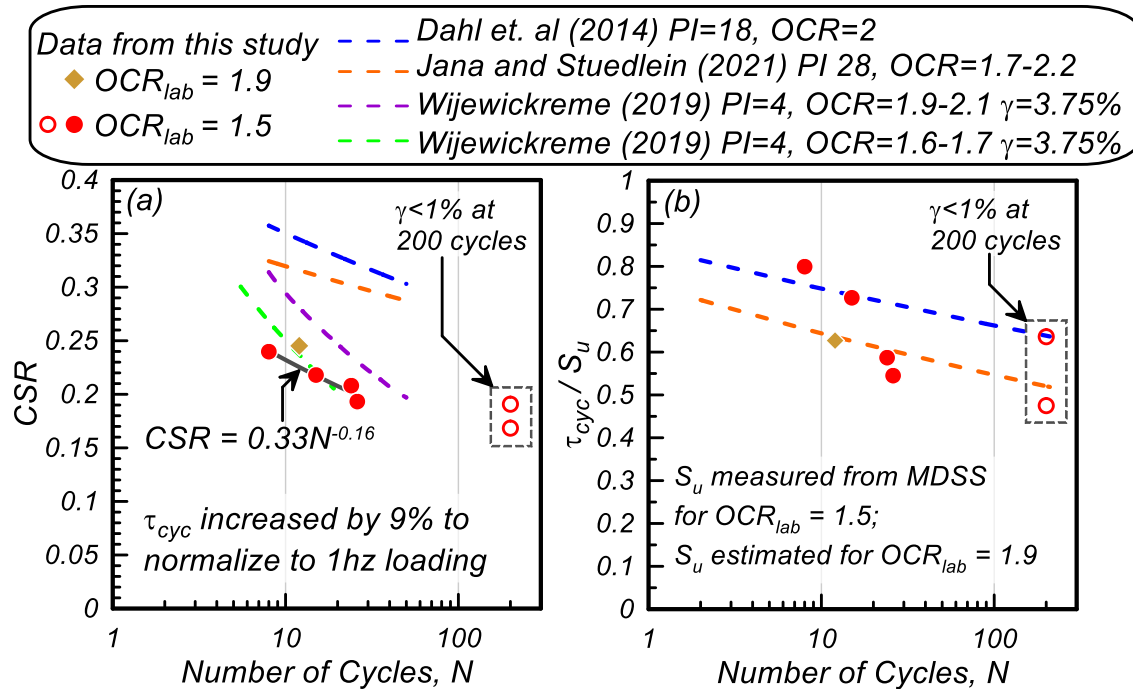 Data from this study
OCRlab = 1.9
OCRlab = 1.5
Dahl et. al (2014) PI=18, OCR=2
Jana and Stuedlein (2021) PI 28, OCR=1.7-2.2
Wijewickreme (2019) PI=4, OCR=1.9-2.1 γ=3.75%
Wijewickreme (2019) PI=4, OCR=1.6-1.7 γ=3.75%
(a)
γ<1% at
200 cycles
CSR = 0.33N-0.16
τcyc increased by 9% to
normalize to 1hz loading
0.4
0.35
0.3
0.25
0.2
0.15
0.1
0.05
0
CSR
1
10
100
Number of Cycles, N
(b)
γ<1% at
200 cycles
Su measured from MDSS
for OCRlab = 1.5;
Su estimated for OCRlab = 1.9
1
0.9
0.8
0.7
0.6
0.5
0.4
0.3
0.2
0.1
0
τcyc / Su
1
10
100
Number of Cycles, N